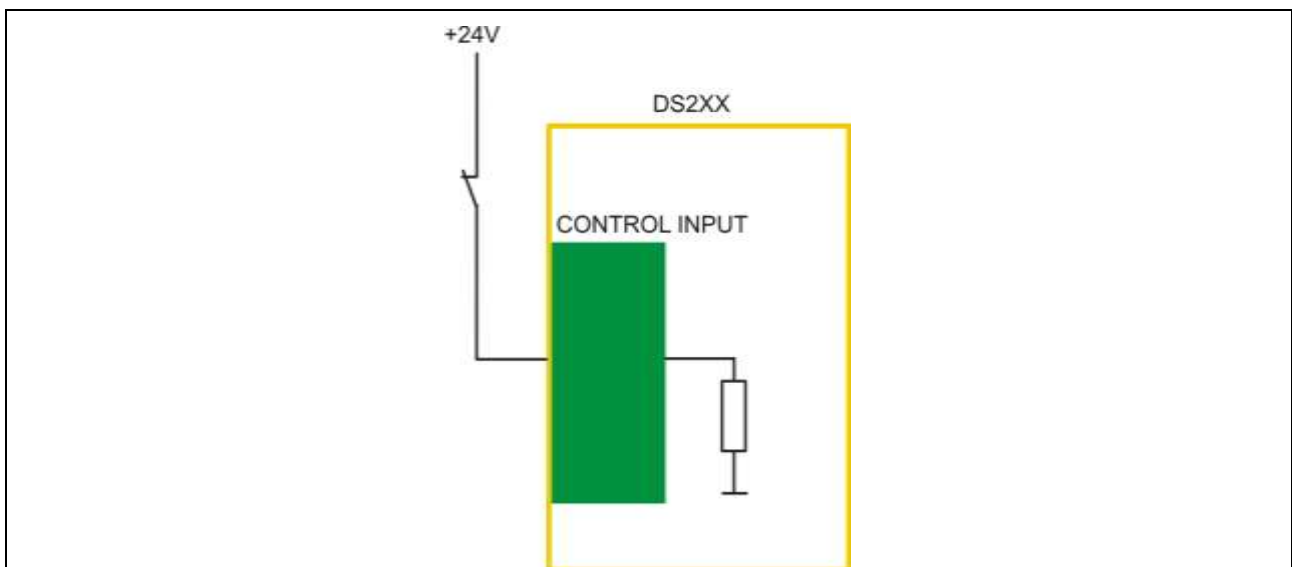 +24V
DS2XX
CONTROL INPUT